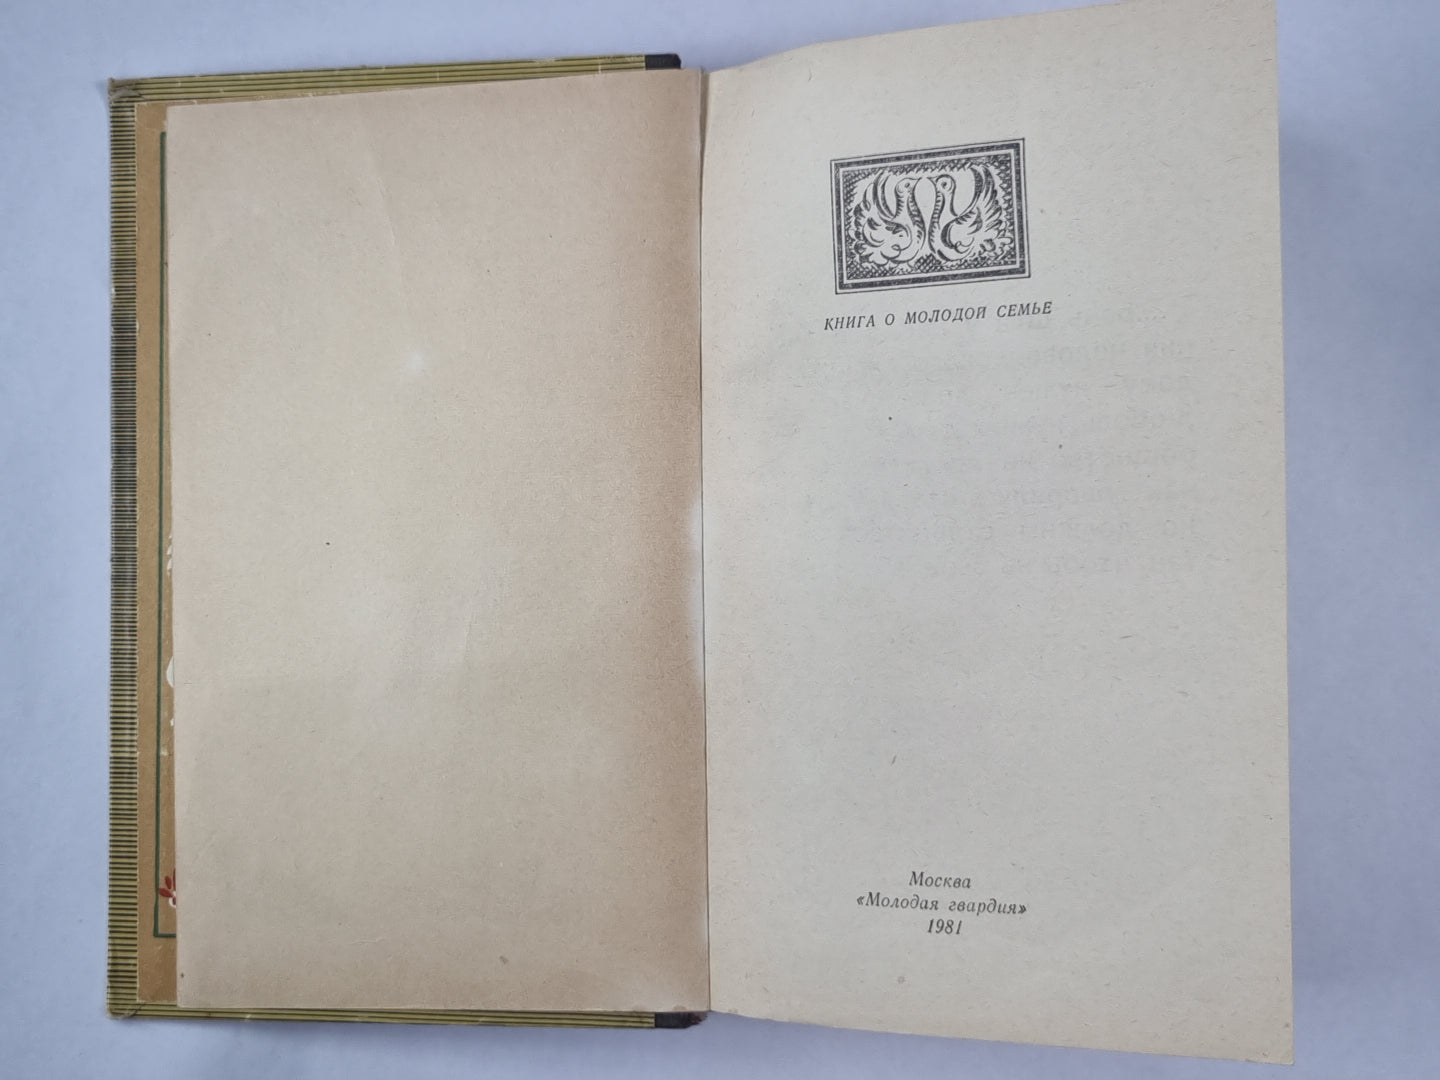 КНИГА О МОЛОДОЙ СЕМЬЕ
Москва
«Молодая гвардия»
1981